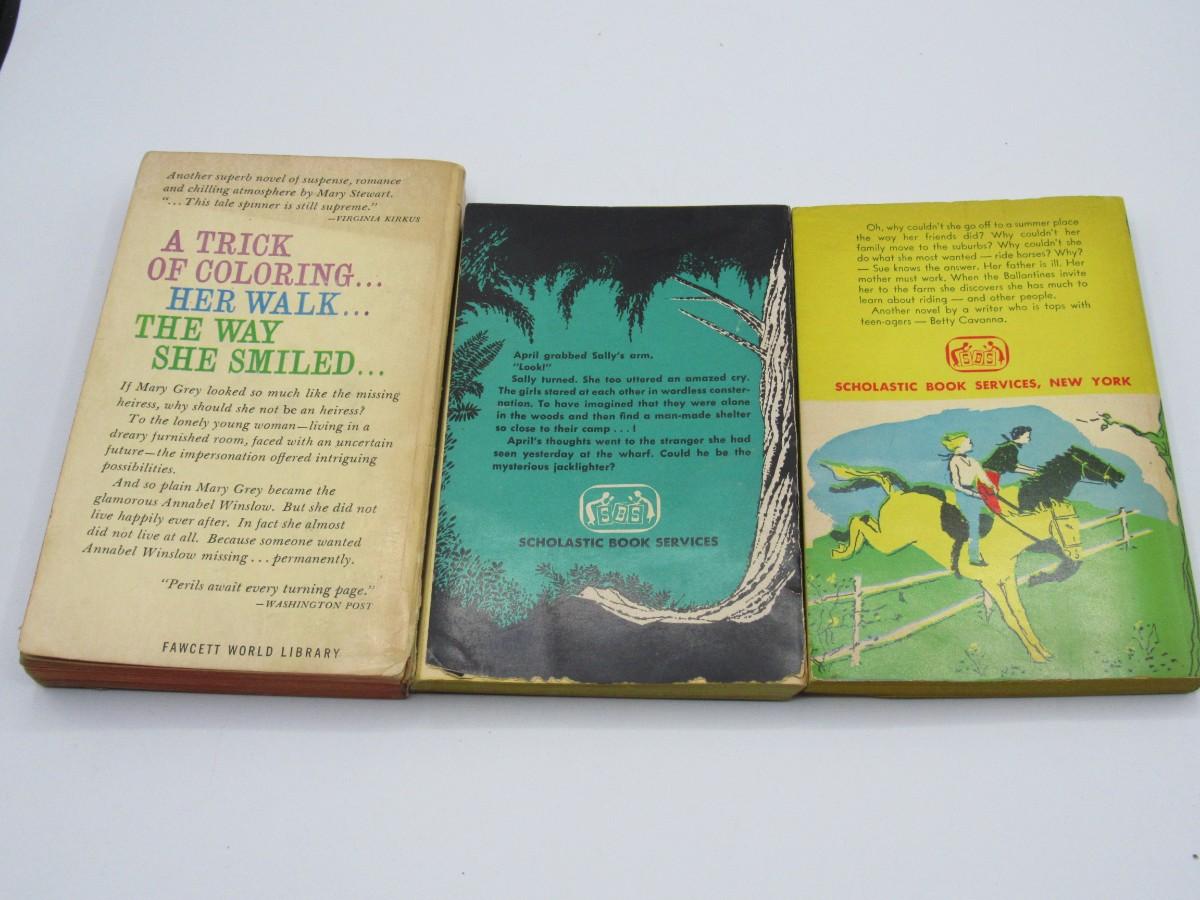 Another superb novel of suspense, romance
and chilling atmosphere by Mary Stewart.
“... This tale spinner is still supreme.”
—VIRGINIA KIRKUS
A TRICK
OF COLORING...
HER WALK...
THE WAY
SHE SMILED...
If Mary Grey looked so much like the missing
heiress, why should she not be an heiress?
To the lonely young woman—living in a
dreary furnished room, faced with an uncertain
future—the impersonation offered intriguing
possibilities.
And so plain Mary Grey became the
glamorous Annabel Winslow. But she did not
live happily ever after. In fact she almost
did not live at all. Because someone wanted
Annabel Winslow missing... permanently.
“Perils await every turning page.”
—WASHINGTON POST
FAWCETT WORLD LIBRARY
April grabbed Sally's arm.
"Look!"
Sally turned. She too uttered an amazed cry.
The girls stared at each other in wordless conster-
nation. To have imagined that they were alone
in the woods and then find a man-made shelter
so close to their camp . . . !
April's thoughts went to the stranger she had
seen yesterday at the wharf. Could he be the
mysterious jacklighter?
SBS
SCHOLASTIC BOOK SERVICES
Oh, why couldn't she go off to a summer place
the way her friends did? Why couldn't her
family move to the suburbs? Why couldn't she
do what she most wanted — ride horses? Why?
— Sue knows the answer. Her father is ill. Her
mother must work. When the Ballantines invite
her to the farm she discovers she has much to
learn about riding — and other people.
Another novel by a writer who is tops with
teen-agers — Betty Cavanna.
SBS
SCHOLASTIC BOOK SERVICES, NEW YORK